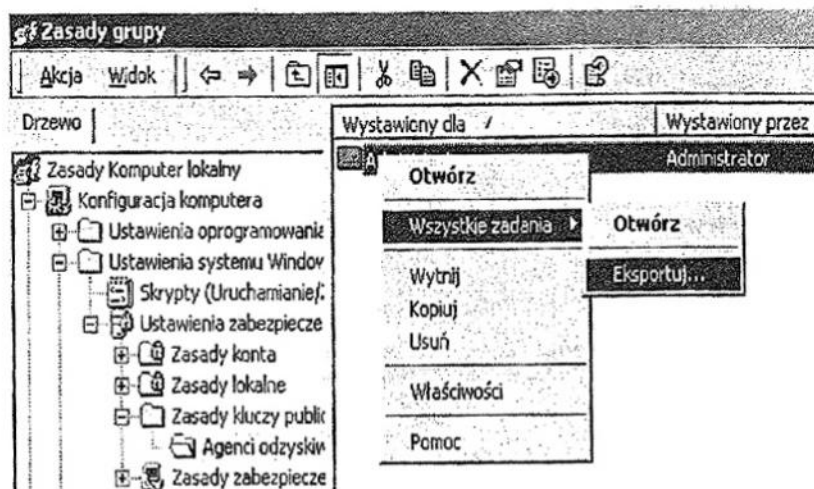 Zasady grupy
Akcja Widok
Drzewo
Zasady Komputer lokalny
Konfiguracja komputera
Ustawienia oprogramowania
Ustawienia systemu Window
Skrypty (Uruchamianie/
Ustawienia zabezpiecze
Zasady konta
Zasady lokalne
Zasady kluczy public
Agenci odzyskiw
Zasady zabezpiecze
Wystawiony dla Wystawiony przez
A Administrator
Otwórz
Wszystkie zadania
Wytnij
Kopiuj
Usuń
Właściwości
Pomoc
Otwórz
Eksportuj...